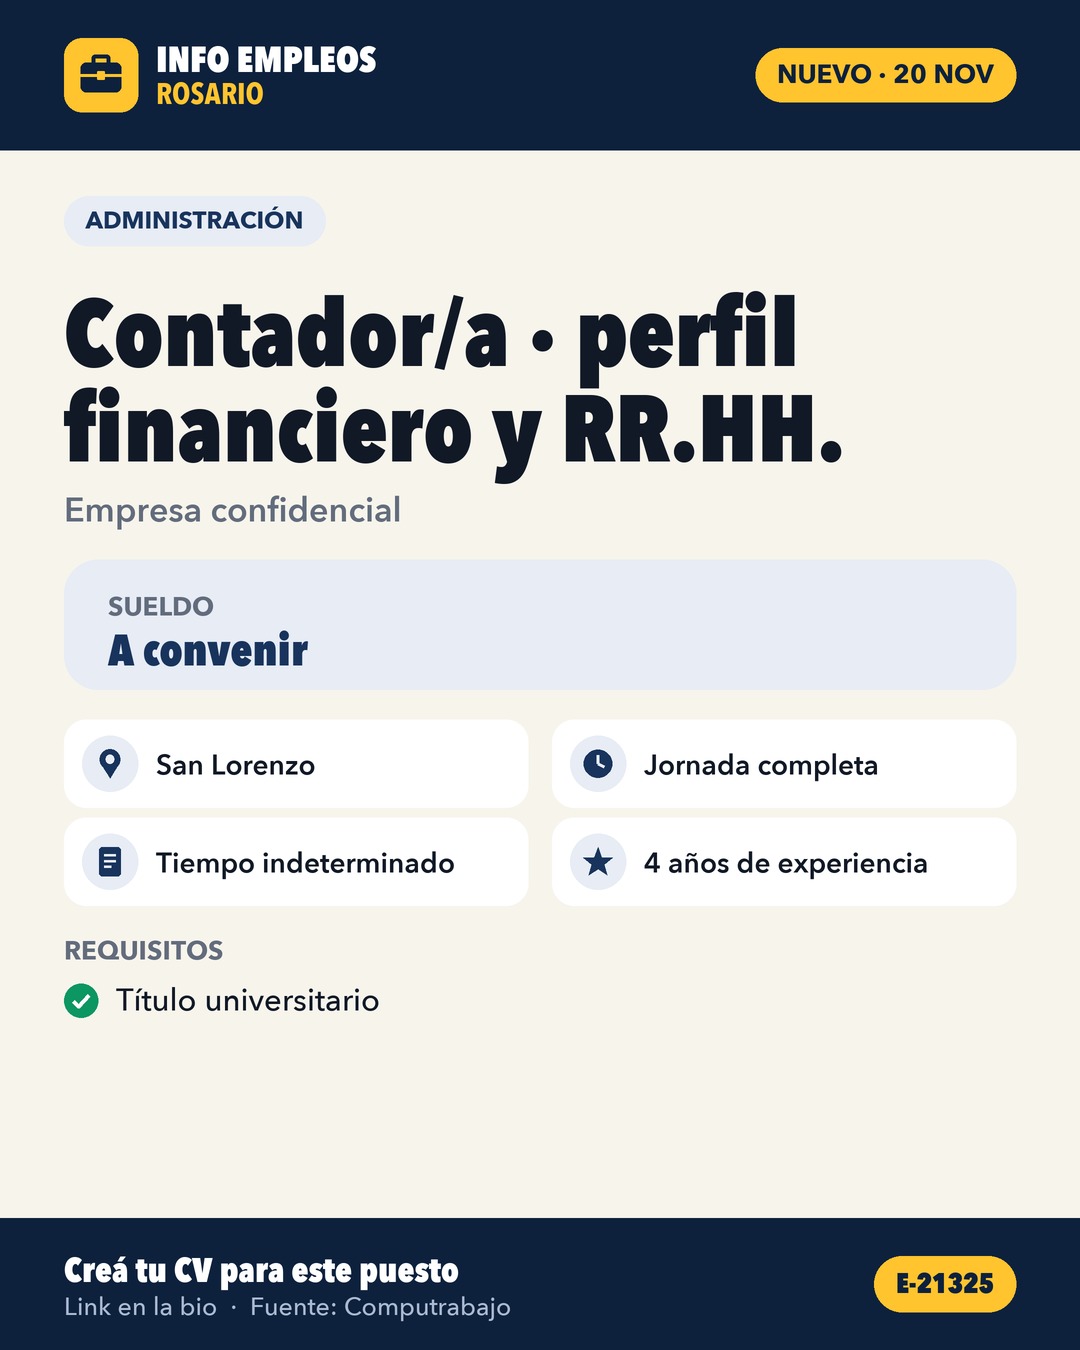 INFO EMPLEOS
ROSARIO
NUEVO · 20 NOV
ADMINISTRACIÓN
Contador/a · perfil
financiero y RR.HH.
Empresa confidencial
SUELDO
A convenir
San Lorenzo
Jornada completa
Tiempo indeterminado
4 años de experiencia
REQUISITOS
Título universitario
Creá tu CV para este puesto
Link en la bio · Fuente: Computrabajo
E-21325